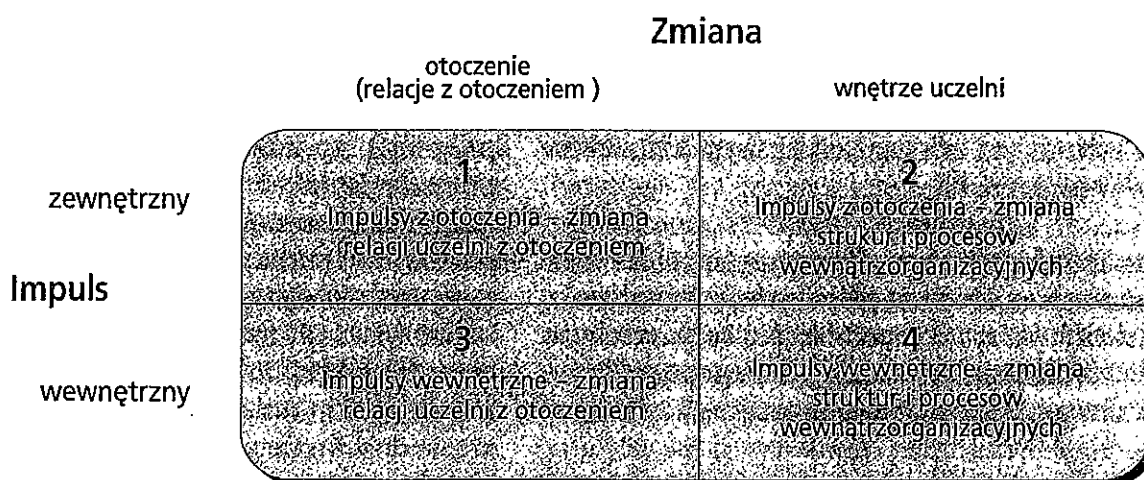 Zmiana
otoczenie
(relacje z otoczeniem )
wnętrze uczelni
zewnętrzny
1
Impulsy z otoczenia – zmiana
relacji uczelni z otoczeniem
2
Impulsy z otoczenia – zmiana
strukur i procesów
wewnątrzorganizacyjnych
Impuls
wewnętrzny
3
Impulsy wewnętrzne – zmiana
relacji uczelni z otoczeniem
4
Impulsy wewnętrzne – zmiana
struktur i procesów
wewnątrzorganizacyjnych